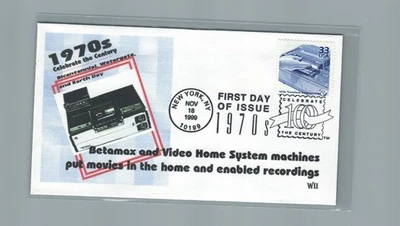 1970s
Celebrate the Century
Bicentennial, Watergate,
and Earth Day
33
NEW YORK, NY
NOV
18
1999
10199
FIRST DAY
OF ISSUE
1970s
CELEBRATE
100
THE CENTURY
TM
Betamax and Video Home System machines
put movies in the home and enabled recordings